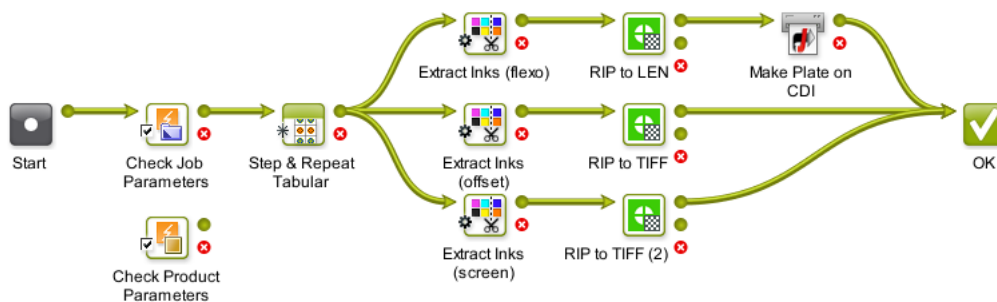 Extract Inks (flexo)
RIP to LEN
Make Plate on
CDI
Start
Check Job
Parameters
Step & Repeat
Tabular
Extract Inks
(offset)
RIP to TIFF
OK
Check Product
Parameters
Extract Inks
(screen)
RIP to TIFF (2)